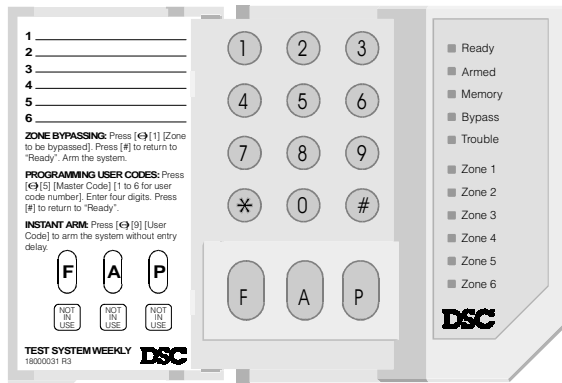 1
2
3
4
5
6
ZONE BYPASSING: Press [✱] [1] [Zone
to be bypassed]. Press [#] to return to
"Ready". Arm the system.
PROGRAMMING USER CODES: Press
[✱] [5] [Master Code] [1 to 6 for user
code number]. Enter four digits. Press
[#] to return to "Ready".
INSTANT ARM: Press [✱] [9] [User
Code] to arm the system without entry
delay.
F A P
NOT IN USE
NOT IN USE
NOT IN USE
TEST SYSTEM WEEKLY
18000031 R3
DSC
1 2 3
4 5 6
7 8 9
* 0 #
F A P
Ready
Armed
Memory
Bypass
Trouble
Zone 1
Zone 2
Zone 3
Zone 4
Zone 5
Zone 6
DSC